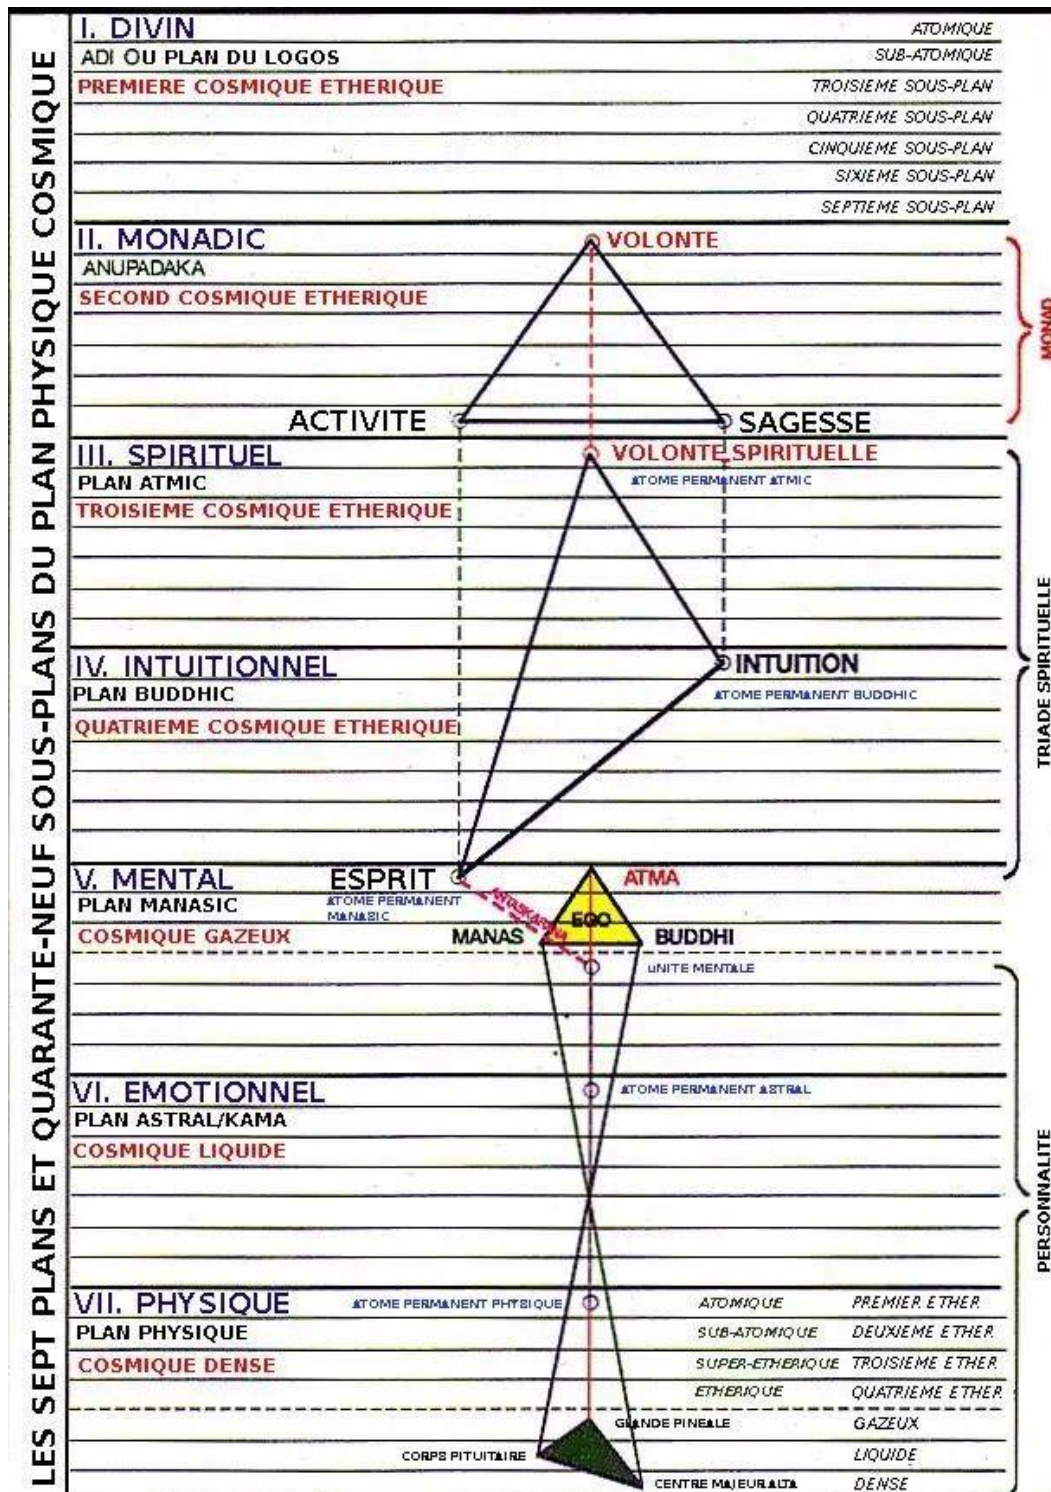 LES SEPT PLANS ET QUARANTE-NEUF SOUS-PLANS DU PLAN PHYSIQUE COSMIQUE
I. DIVIN
ATOMIQUE
ADI OU PLAN DU LOGOS
SUB-ATOMIQUE
PREMIERE COSMIQUE ETHERIQUE
TROISIEME SOUS-PLAN
QUATRIEME SOUS-PLAN
CINQUIEME SOUS-PLAN
SIXIEME SOUS-PLAN
SEPTIEME SOUS-PLAN
II. MONADIC
VOLONTE
ANUPADAKA
SECOND COSMIQUE ETHERIQUE
MONAD
ACTIVITE
SAGESSE
III. SPIRITUEL
VOLONTE SPIRITUELLE
PLAN ATMIC
ATOME PERMANENT ATMIC
TROISIEME COSMIQUE ETHERIQUE
TRIADE SPIRITUELLE
IV. INTUITIONNEL
INTUITION
PLAN BUDDHIC
ATOME PERMANENT BUDDHIC
QUATRIEME COSMIQUE ETHERIQUE
V. MENTAL
ESPRIT
ATMA
PLAN MANASIC
ATOME PERMANENT
MANASIC
ANTASKARANA
EGO
COSMIQUE GAZEUX
MANAS
BUDDHI
UNITE MENTALE
VI. EMOTIONNEL
ATOME PERMANENT ASTRAL
PLAN ASTRAL/KAMA
COSMIQUE LIQUIDE
PERSONNALITE
VII. PHYSIQUE
ATOME PERMANENT PHYSIQUE
ATOMIQUE
PREMIER ETHER
PLAN PHYSIQUE
SUB-ATOMIQUE
DEUXIEME ETHER
COSMIQUE DENSE
SUPER-ETHERIQUE
TROISIEME ETHER
ETHERIQUE
QUATRIEME ETHER
GLANDE PINEALE
GAZEUX
CORPS PITUITAIRE
LIQUIDE
CENTRE MAJEUR ALTA
DENSE